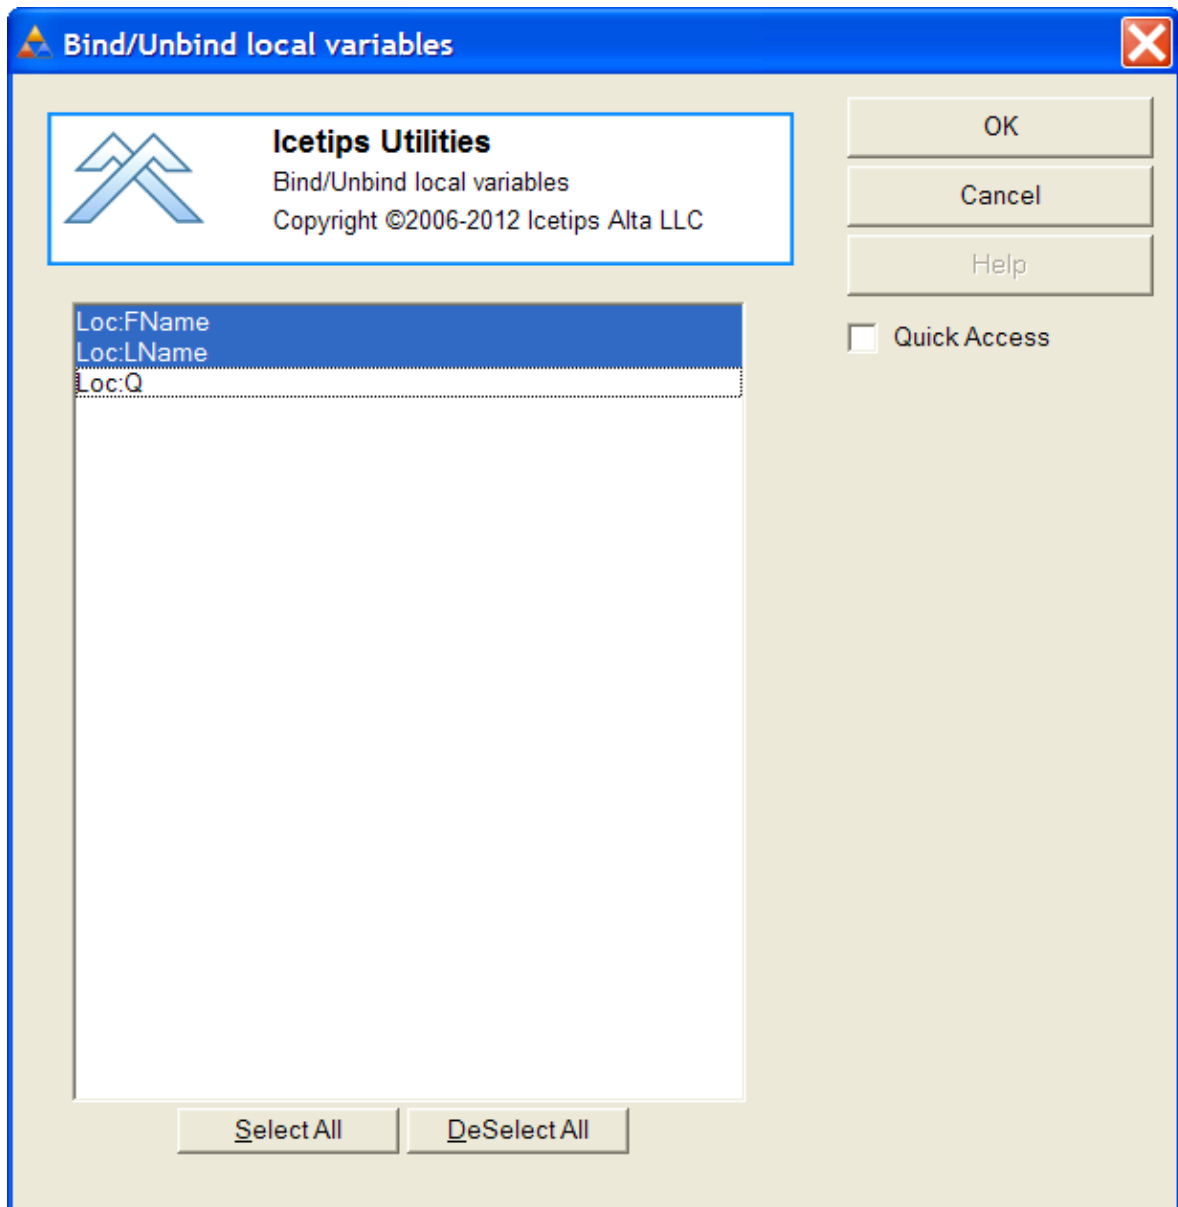 Bind/Unbind local variables
Icetips Utilities
Bind/Unbind local variables
Copyright ©2006-2012 Icetips Alta LLC
OK
Cancel
Help
Quick Access
Loc:FName
Loc:LName
Loc:Q
Select All
DeSelect All